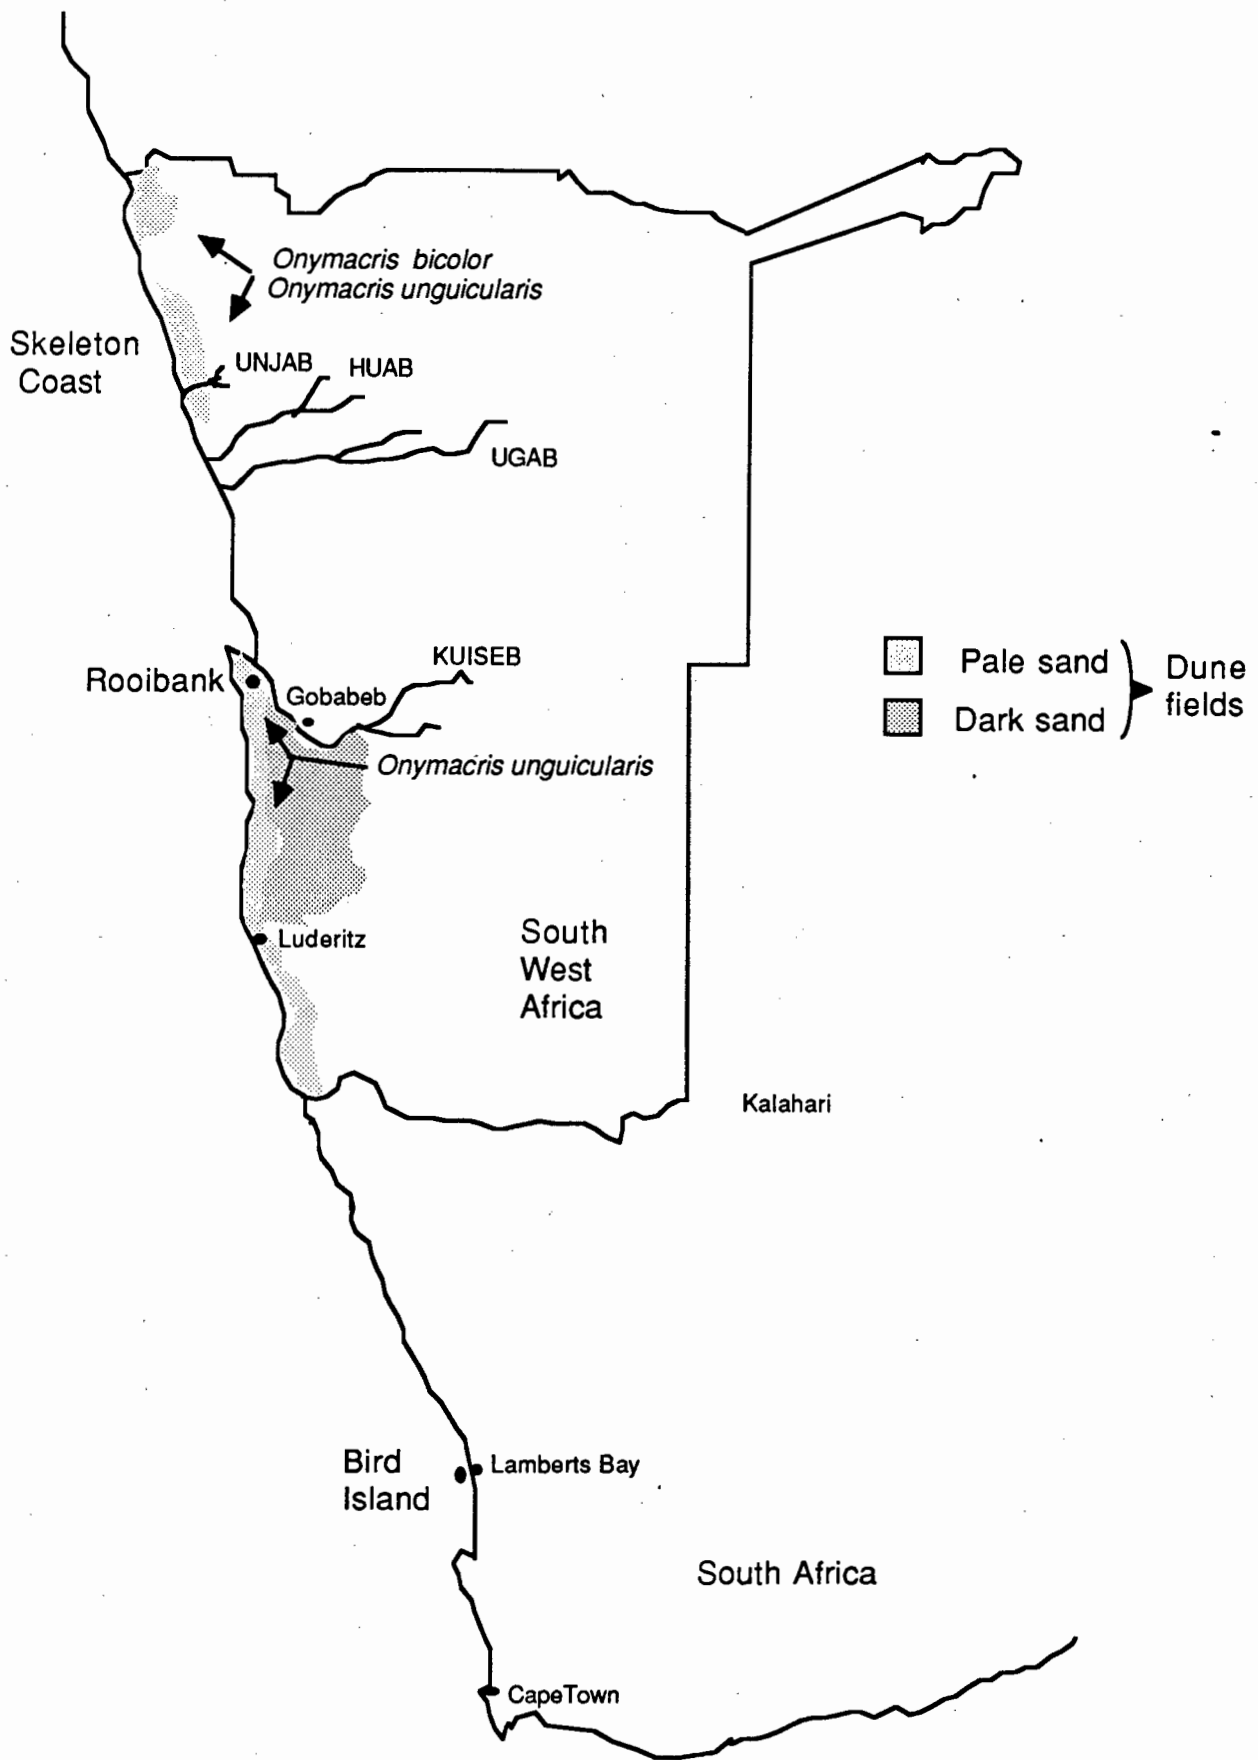 Onymacris bicolor
Onymacris unguicularis
Skeleton
Coast
UNJAB
HUAB
UGAB
KUISEB
Rooibank
Gobabeb
Pale sand
Dark sand
Dune
fields
Onymacris unguicularis
Luderitz
South
West
Africa
Kalahari
Bird
Island
Lamberts Bay
South Africa
CapeTown